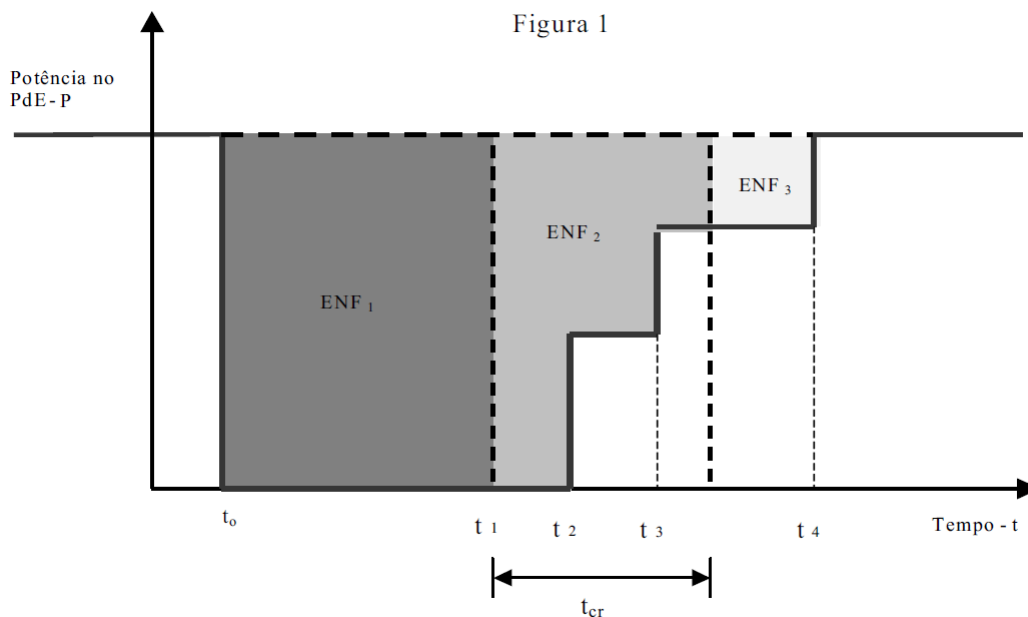 Figura 1
Potência no
PdE - P
ENF 3
ENF 2
ENF 1
to
t 1
t 2
t 3
t 4
Tempo - t
tcr